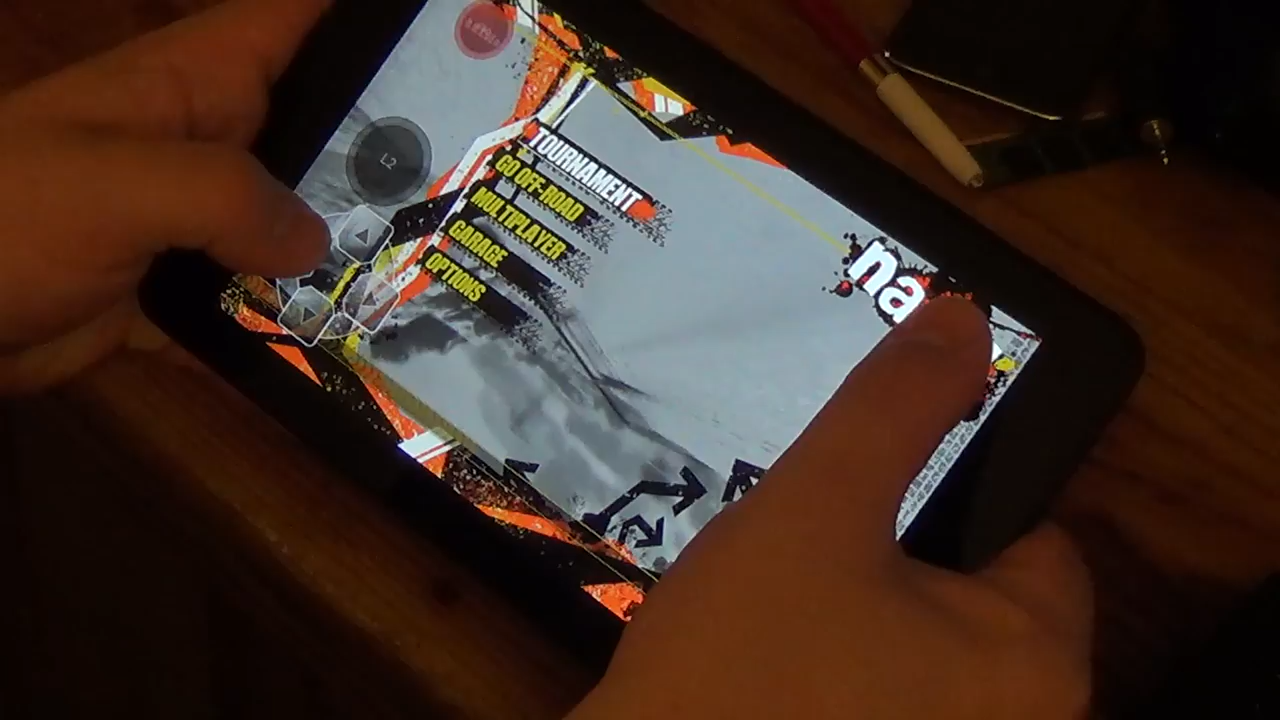 L2
TOURNAMENT
GO OFF-ROAD
MULTIPLAYER
GARAGE
OPTIONS
na